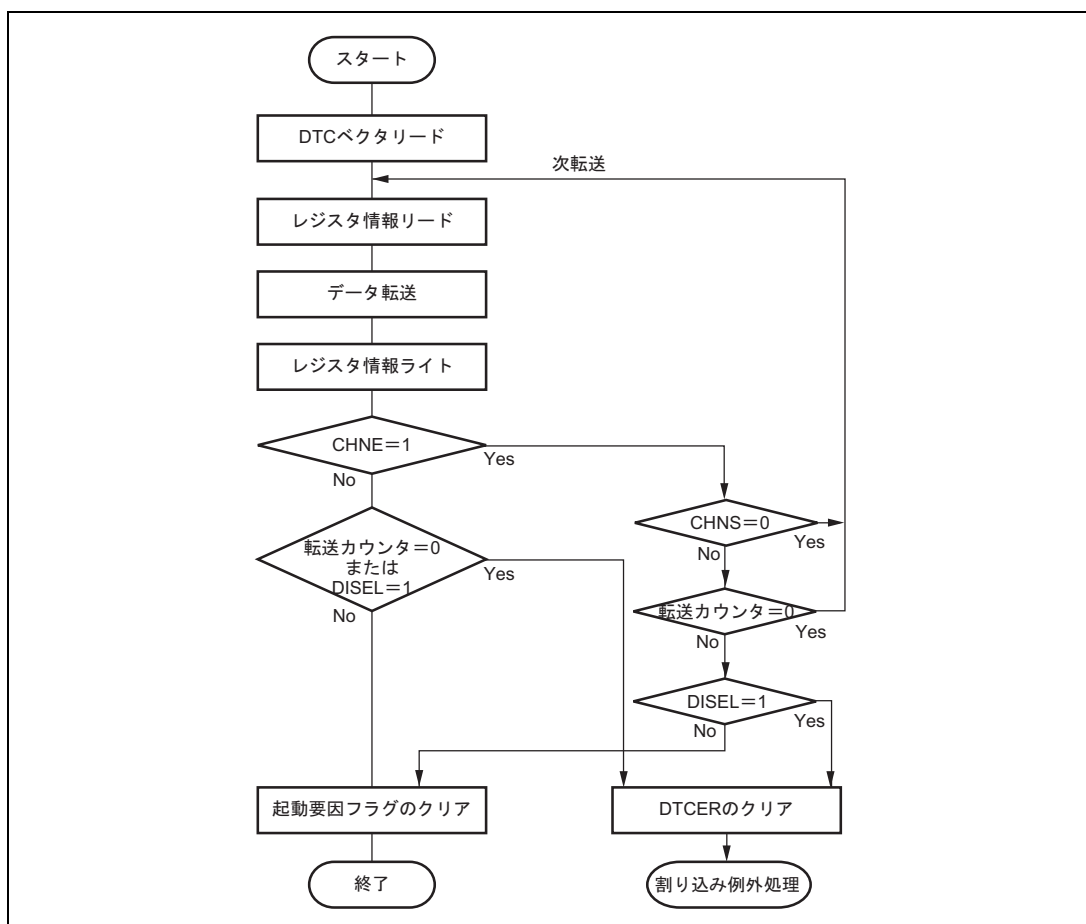 スタート
DTCベクタリード
次転送
レジスタ情報リード
データ転送
レジスタ情報ライト
CHNE＝1
Yes
No
CHNS＝0
Yes
No
転送カウンタ＝0
または
DISEL＝1
Yes
No
転送カウンタ＝0
Yes
No
DISEL＝1
Yes
No
起動要因フラグのクリア
DTCERのクリア
終了
割り込み例外処理